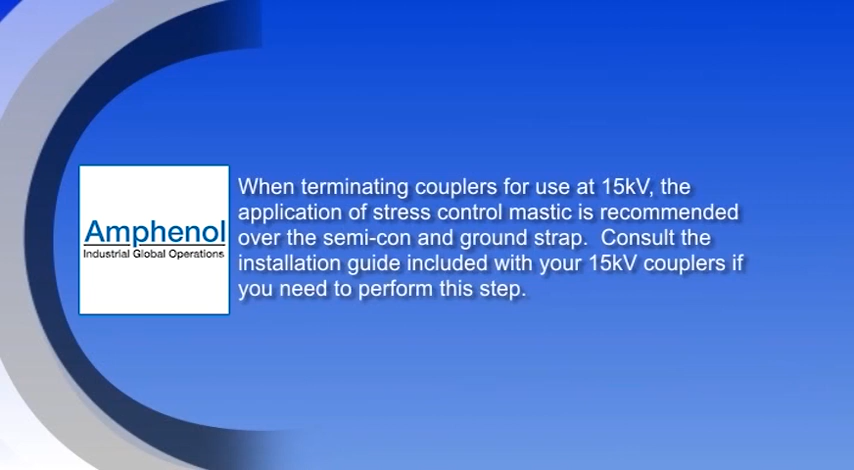 Amphenol
Industrial Global Operations
When terminating couplers for use at 15kV, the
application of stress control mastic is recommended
over the semi-con and ground strap.  Consult the
installation guide included with your 15kV couplers if
you need to perform this step.